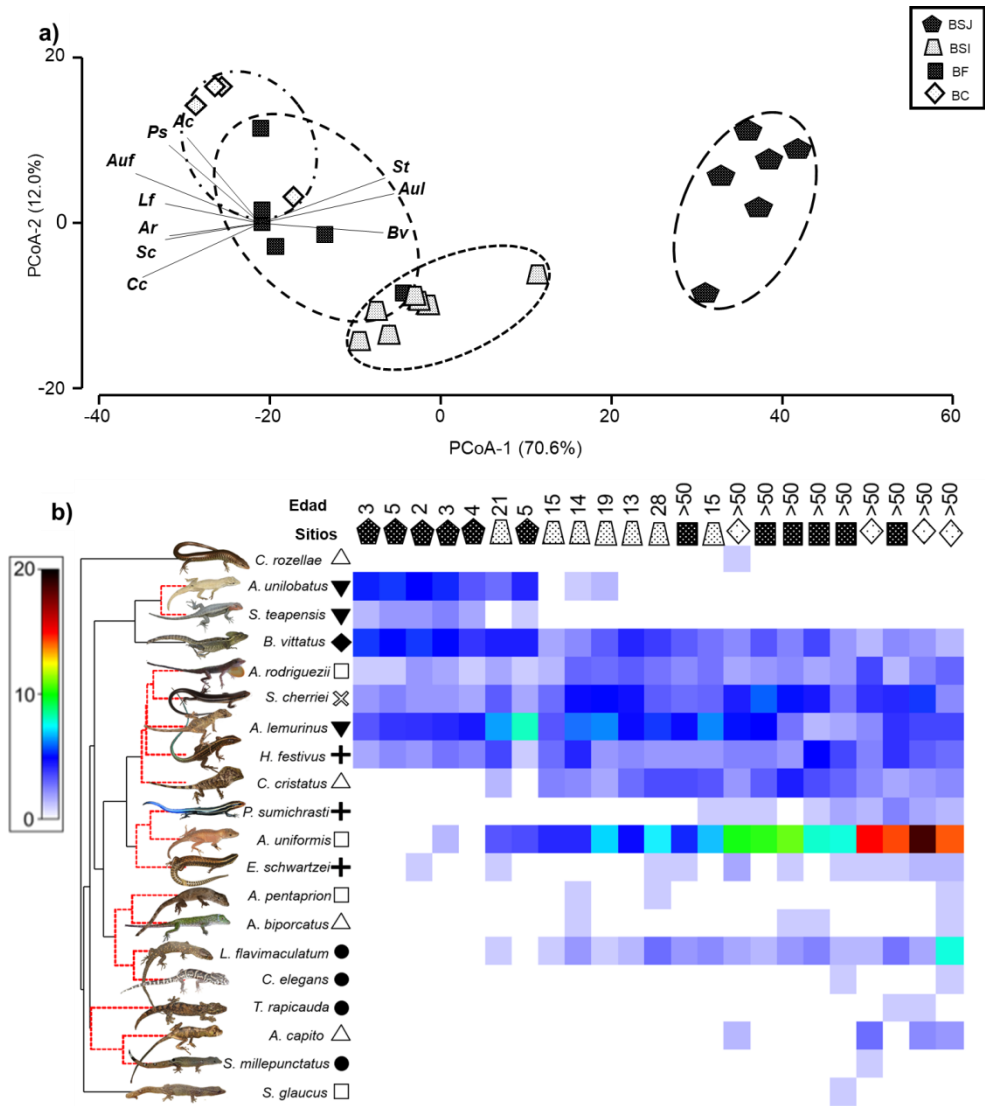 a)
BSJ
BSI
BF
BC
20
0
-20
PCoA-2 (12.0%)
Ac
Ps
Auf
Lf
Ar
Sc
Cc
St
Aul
Bv
-40
-20
0
20
40
60
PCoA-1 (70.6%)
b)
Edad
3 5 2 3 4 21 5 15 14 19 13 28 >50 15 >50 >50 >50 >50 >50 >50 >50 >50 >50
Sitios
20
10
0
C. rozellae
A. unilobatus
S. teapensis
B. vittatus
A. rodriguezii
S. cherriei
A. lemurinus
H. festivus
C. cristatus
P. sumichrasti
A. uniformis
E. schwartzei
A. pentaprion
A. biporcatus
L. flavimaculatum
C. elegans
T. rapicauda
A. capito
S. millepunctatus
S. glaucus